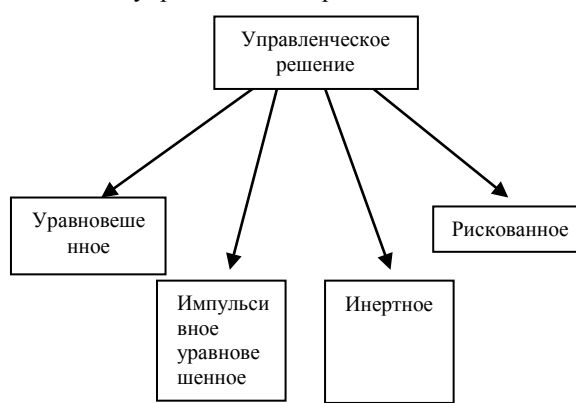 Управленческое
решение
Уравновеше
нное
Рискованное
Импульси
вное
уравнове
шенное
Инертное